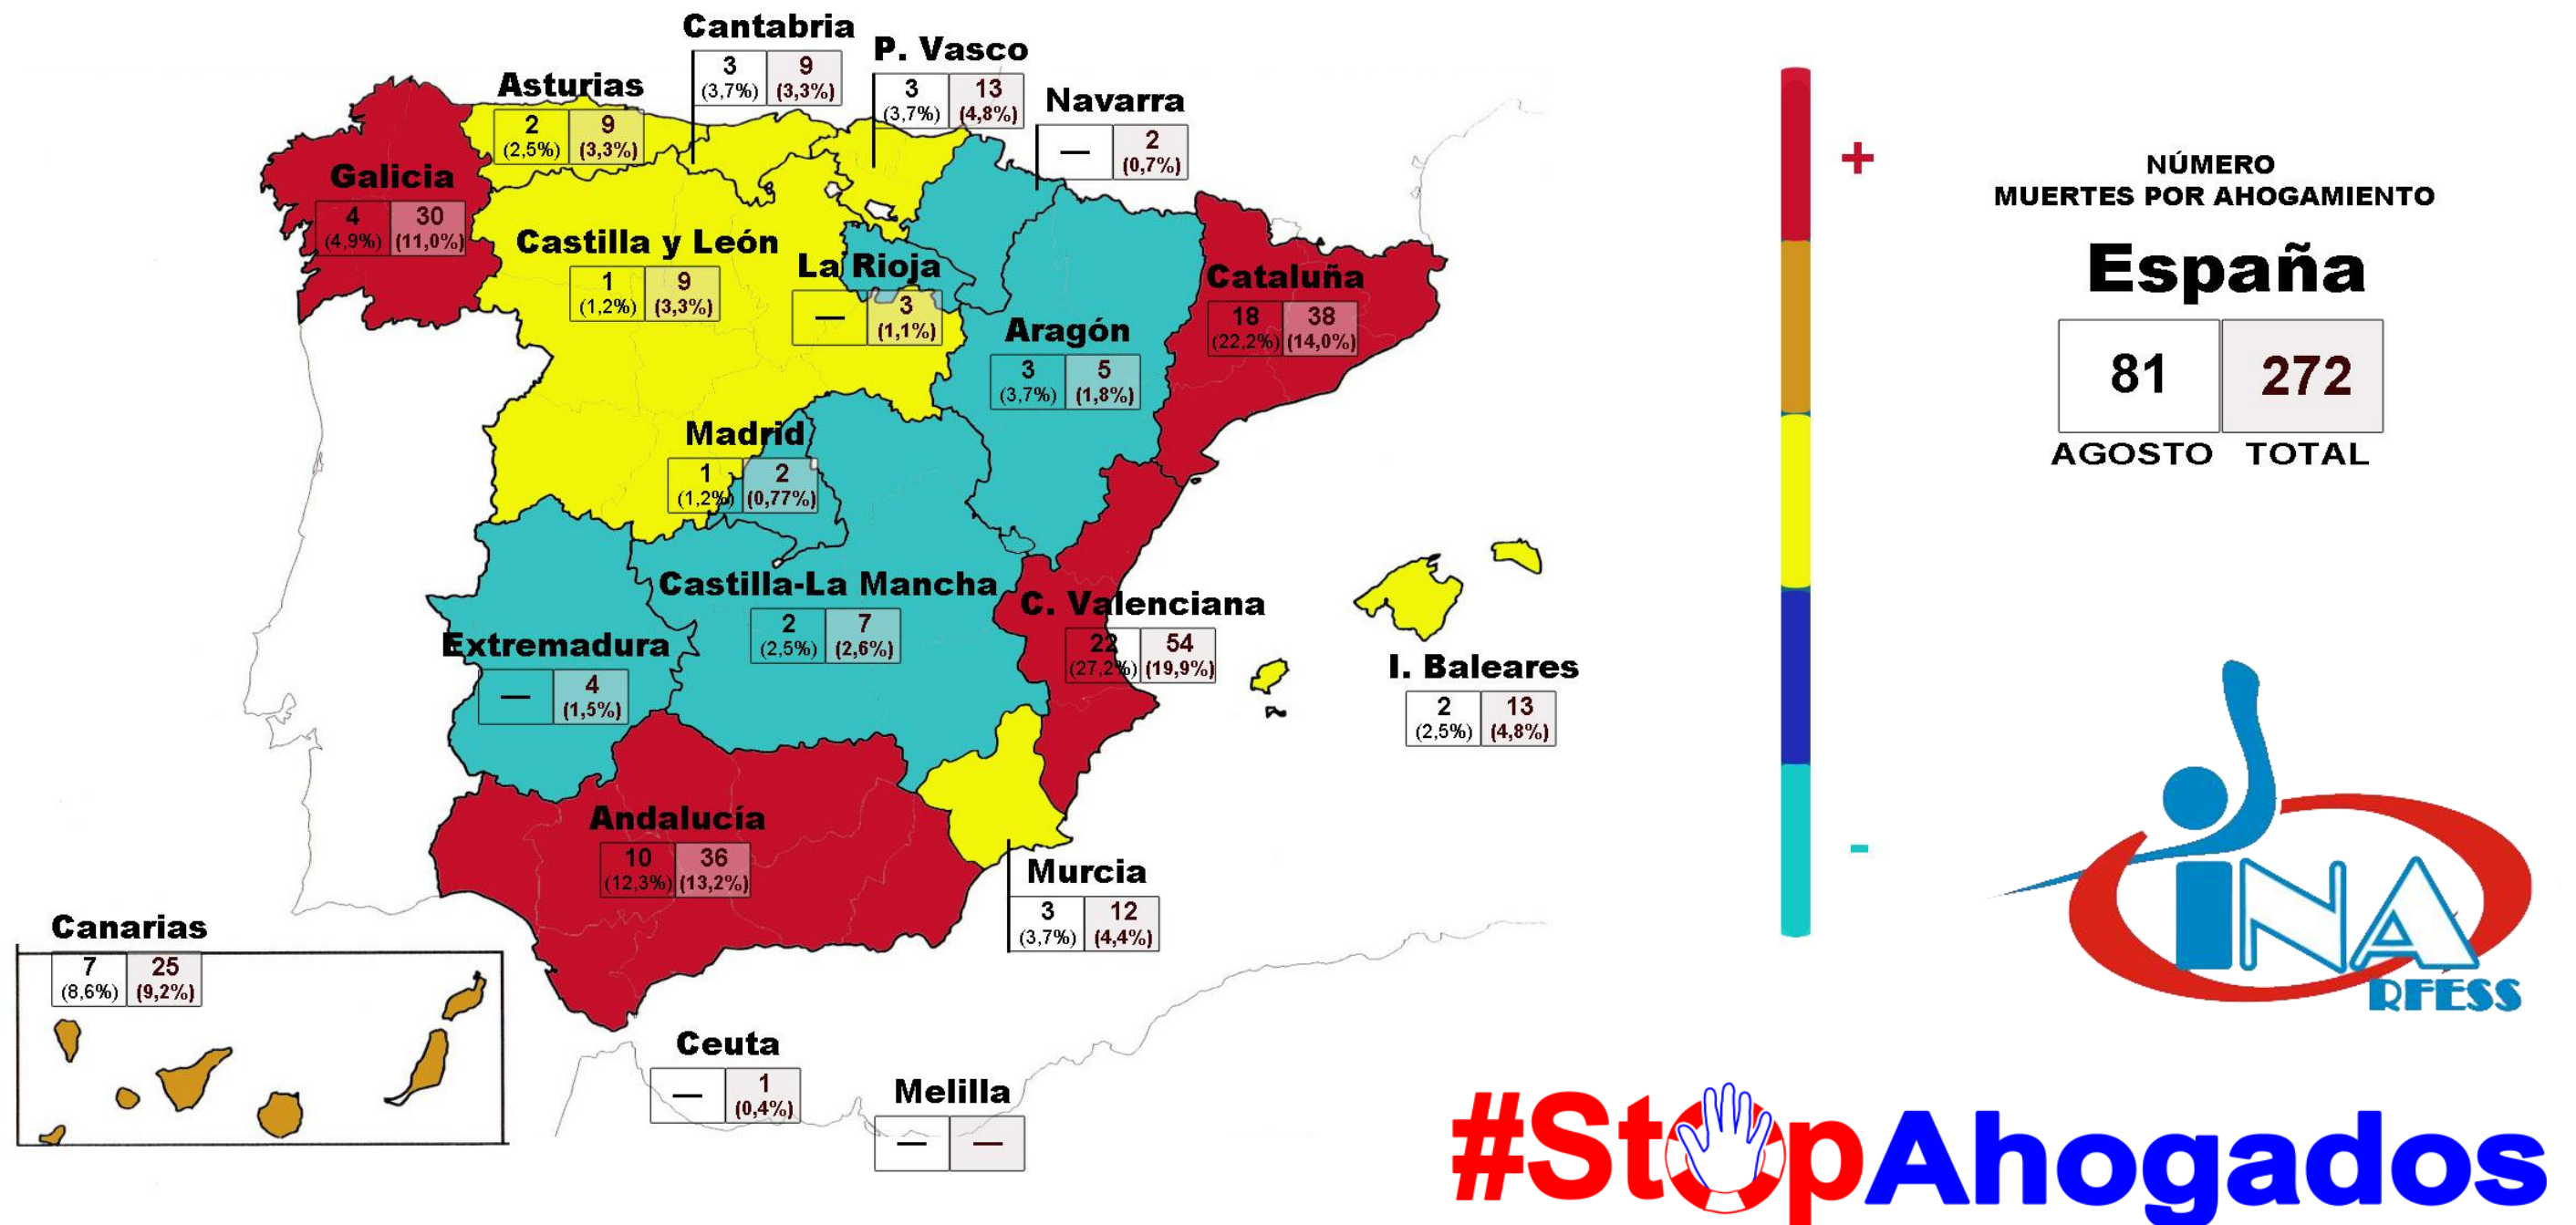 Cantabria
3 9
(3,7%) (3,3%)
P. Vasco
3 13
(3,7%) (4,8%)
Asturias
2 9
(2,5%) (3,3%)
Navarra
— 2
(0,7%)
Galicia
4 30
(4,9%) (11,0%)
Castilla y León
1 9
(1,2%) (3,3%)
La Rioja
— 3
(1,1%)
Cataluña
18 38
(22,2%) (14,0%)
Aragón
3 5
(3,7%) (1,8%)
Madrid
1 2
(1,2%) (0,77%)
Castilla-La Mancha
2 7
(2,5%) (2,6%)
C. Valenciana
22 54
(27,2%) (19,9%)
Extremadura
— 4
(1,5%)
I. Baleares
2 13
(2,5%) (4,8%)
Andalucía
10 36
(12,3%) (13,2%)
Murcia
3 12
(3,7%) (4,4%)
Canarias
7 25
(8,6%) (9,2%)
Ceuta
— 1
(0,4%)
Melilla
— —
+
-
NÚMERO
MUERTES POR AHOGAMIENTO
España
81 272
AGOSTO TOTAL
INA
RFESS
#StopAhogados